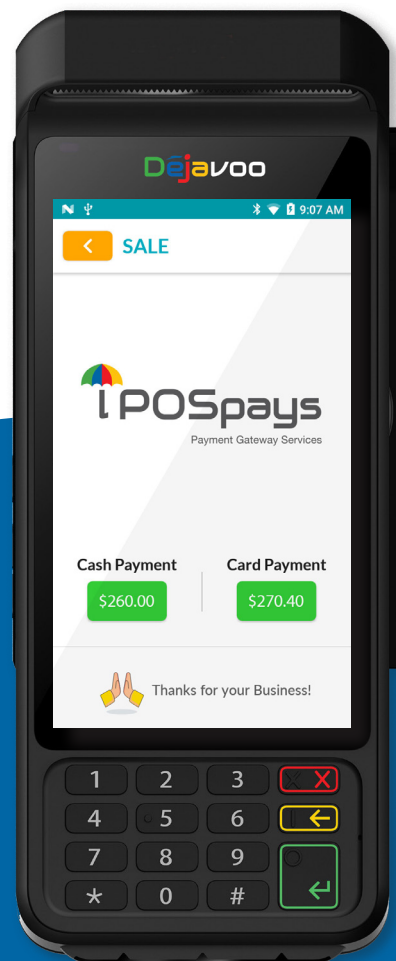 Dejavoo
9:07 AM
SALE
iPOSpays
Payment Gateway Services
Cash Payment Card Payment
$260.00 $270.40
Thanks for your Business!
1 2 3 X
4 5 6
7 8 9
* 0 #